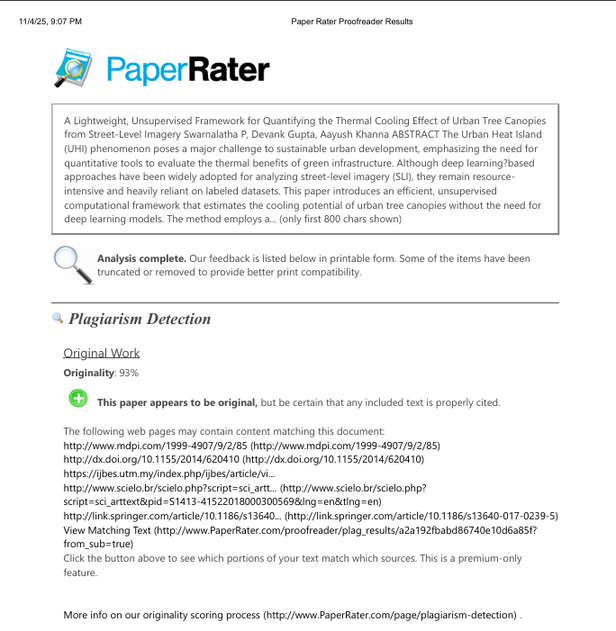 11/4/25, 9:07 PM Paper Rater Proofreader Results
PaperRater
A Lightweight, Unsupervised Framework for Quantifying the Thermal Cooling Effect of Urban Tree Canopies
from Street-Level Imagery Swarnalatha P, Devank Gupta, Aayush Khanna ABSTRACT The Urban Heat Island
(UHI) phenomenon poses a major challenge to sustainable urban development, emphasizing the need for
quantitative tools to evaluate the thermal benefits of green infrastructure. Although deep learning?based
approaches have been widely adopted for analyzing street-level imagery (SLI), they remain resource-
intensive and heavily reliant on labeled datasets. This paper introduces an efficient, unsupervised
computational framework that estimates the cooling potential of urban tree canopies without the need for
deep learning models. The method employs a... (only first 800 chars shown)
Analysis complete. Our feedback is listed below in printable form. Some of the items have been
truncated or removed to provide better print compatibility.
Plagiarism Detection
Original Work
Originality: 93%
This paper appears to be original, but be certain that any included text is properly cited.
The following web pages may contain content matching this document:
http://www.mdpi.com/1999-4907/9/2/85 (http://www.mdpi.com/1999-4907/9/2/85)
http://dx.doi.org/10.1155/2014/620410 (http://dx.doi.org/10.1155/2014/620410)
https://ijbes.utm.my/index.php/ijbes/article/vi...
http://www.scielo.br/scielo.php?script=sci_artt... (http://www.scielo.br/scielo.php?
script=sci_arttext&pid=S1413-41522018000300569&lng=en&tlng=en)
http://link.springer.com/article/10.1186/s13640... (http://link.springer.com/article/10.1186/s13640-017-0239-5)
View Matching Text (http://www.PaperRater.com/proofreader/plag_results/a2a192fbabd86740e10d6a85f?
from_sub=true)
Click the button above to see which portions of your text match which sources. This is a premium-only
feature.
More info on our originality scoring process (http://www.PaperRater.com/page/plagiarism-detection) .